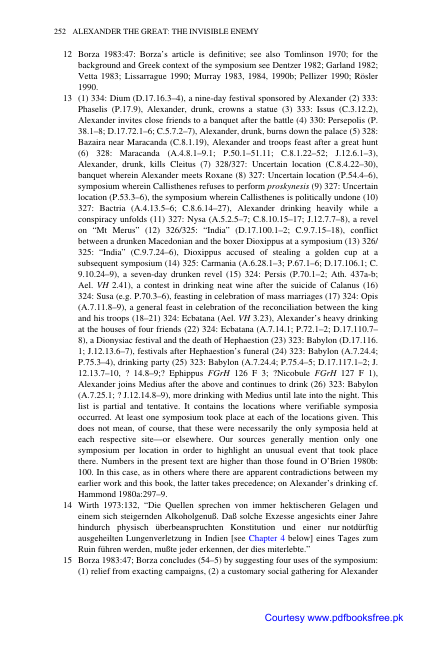 252 ALEXANDER THE GREAT: THE INVISIBLE ENEMY
12 Borza 1983:47: Borza's article is definitive; see also Tomlinson 1970; for the
background and Greek context of the symposium see Dentzer 1982; Garland 1982;
Vetta 1983; Lissarrague 1990; Murray 1983, 1984, 1990b; Pellizer 1990; Rösler
1990.
13 (1) 334: Dium (D.17.16.3–4), a nine-day festival sponsored by Alexander (2) 333:
Phaselis (P.17.9), Alexander, drunk, crowns a statue (3) 333: Issus (C.3.12.2),
Alexander invites close friends to a banquet after the battle (4) 330: Persepolis (P.
38.1–8; D.17.72.1–6; C.5.7.2–7), Alexander, drunk, burns down the palace (5) 328:
Bazaira near Maracanda (C.8.1.19), Alexander and troops feast after a great hunt
(6) 328: Maracanda (A.4.8.1–9.1; P.50.1–51.11; C.8.1.22–52; J.12.6.1–3),
Alexander, drunk, kills Cleitus (7) 328/327: Uncertain location (C.8.4.22–30),
banquet wherein Alexander meets Roxane (8) 327: Uncertain location (P.54.4–6),
symposium wherein Callisthenes refuses to perform proskynesis (9) 327: Uncertain
location (P.53.3–6), the symposium wherein Callisthenes is politically undone (10)
327: Bactria (A.4.13.5–6; C.8.6.14–27), Alexander drinking heavily while a
conspiracy unfolds (11) 327: Nysa (A.5.2.5–7; C.8.10.15–17; J.12.7.7–8), a revel
on "Mt Merus" (12) 326/325: "India" (D.17.100.1–2; C.9.7.15–18), conflict
between a drunken Macedonian and the boxer Dioxippus at a symposium (13) 326/
325: "India" (C.9.7.24–6), Dioxippus accused of stealing a golden cup at a
subsequent symposium (14) 325: Carmania (A.6.28.1–3; P.67.1–6; D.17.106.1; C.
9.10.24–9), a seven-day drunken revel (15) 324: Persis (P.70.1–2; Ath. 437a-b;
Ael. VH 2.41), a contest in drinking neat wine after the suicide of Calanus (16)
324: Susa (e.g. P.70.3–6), feasting in celebration of mass marriages (17) 324: Opis
(A.7.11.8–9), a general feast in celebration of the reconciliation between the king
and his troops (18–21) 324: Ecbatana (Ael. VH 3.23), Alexander's heavy drinking
at the houses of four friends (22) 324: Ecbatana (A.7.14.1; P.72.1–2; D.17.110.7–
8), a Dionysiac festival and the death of Hephaestion (23) 323: Babylon (D.17.116.
1; J.12.13.6–7), festivals after Hephaestion's funeral (24) 323: Babylon (A.7.24.4;
P.75.3–4), drinking party (25) 323: Babylon (A.7.24.4; P.75.4–5; D.17.117.1–2; J.
12.13.7–10, ? 14.8–9;? Ephippus FGrH 126 F 3; ?Nicobule FGrH 127 F 1),
Alexander joins Medius after the above and continues to drink (26) 323: Babylon
(A.7.25.1; ? J.12.14.8–9), more drinking with Medius until late into the night. This
list is partial and tentative. It contains the locations where verifiable symposia
occurred. At least one symposium took place at each of the locations given. This
does not mean, of course, that these were necessarily the only symposia held at
each respective site—or elsewhere. Our sources generally mention only one
symposium per location in order to highlight an unusual event that took place
there. Numbers in the present text are higher than those found in O'Brien 1980b:
100. In this case, as in others where there are apparent contradictions between my
earlier work and this book, the latter takes precedence; on Alexander's drinking cf.
Hammond 1980a:297–9.
14 Wirth 1973:132, "Die Quellen sprechen von immer hektischeren Gelagen und
einem sich steigernden Alkoholgenuß. Daß solche Exzesse angesichts einer Jahre
hindurch physisch überbeanspruchten Konstitution und einer nur notdürftig
ausgeheilten Lungenverletzung in Indien [see Chapter 4 below] eines Tages zum
Ruin führen werden, mußte jeder erkennen, der dies miterlebte."
15 Borza 1983:47; Borza concludes (54–5) by suggesting four uses of the symposium:
(1) relief from exacting campaigns, (2) a customary social gathering for Alexander
Courtesy www.pdfbooksfree.pk